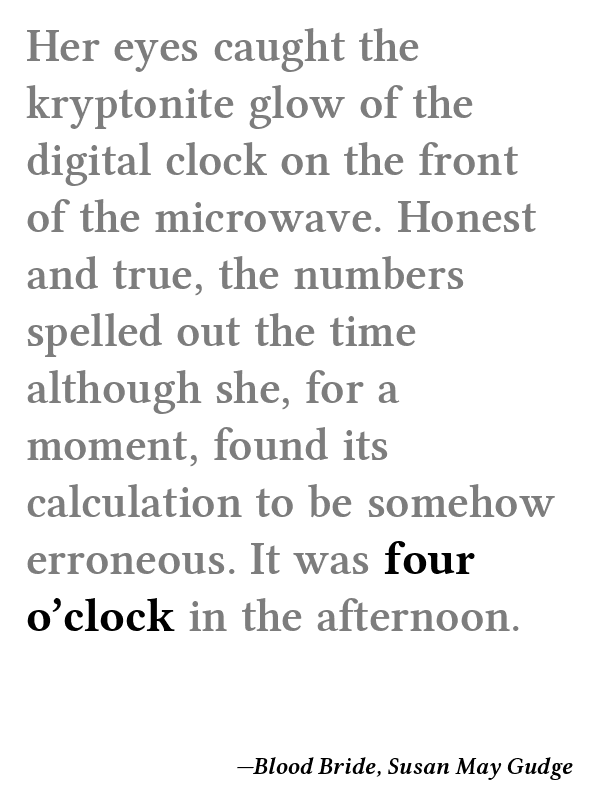 Her eyes caught the
kryptonite glow of the
digital clock on the front
of the microwave. Honest
and true, the numbers
spelled out the time
although she, for a
moment, found its
calculation to be somehow
erroneous. It was four
o’clock in the afternoon.
—Blood Bride, Susan May Gudge